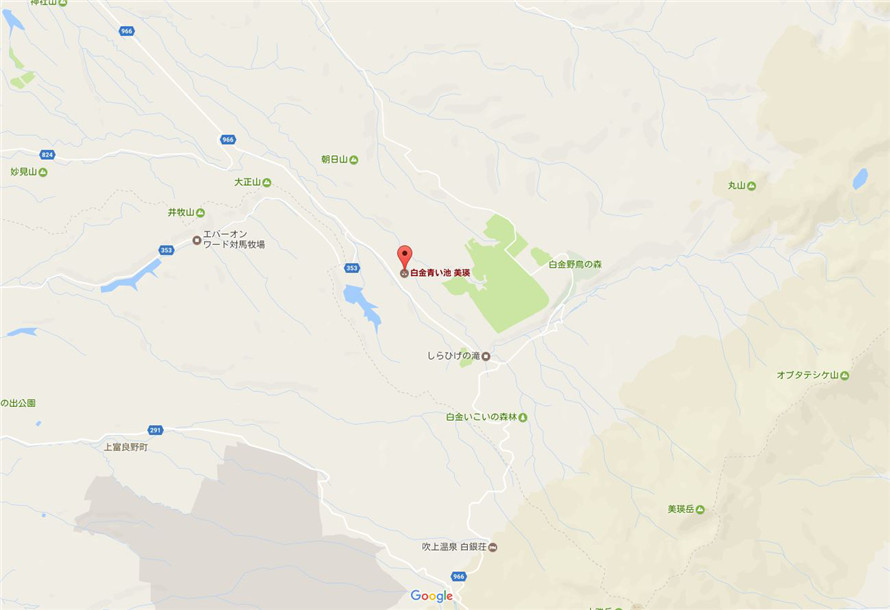 神社山
966
966
824
妙見山
朝日山
大正山
丸山
井牧山
エバーオン
ワード対馬牧場
353
353
白金青い池 美瑛
白金野鳥の森
しらひげの滝
オプタテシケ山
の出公園
白金いこいの森林
291
上富良野町
美瑛岳
吹上温泉 白銀荘
966
Google